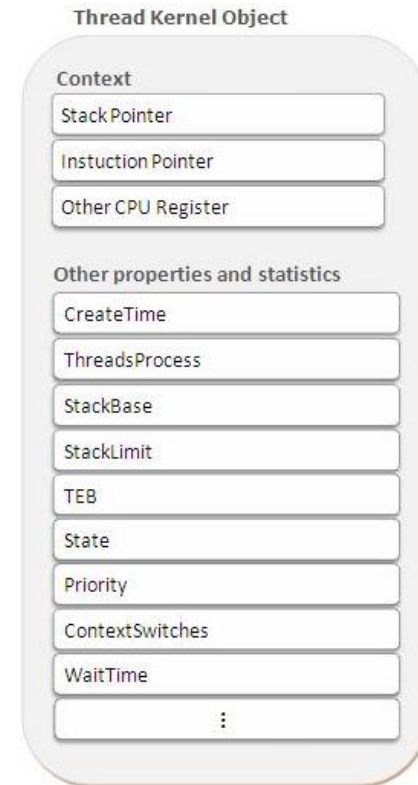 Thread Kernel Object
Context
Stack Pointer
Instuction Pointer
Other CPU Register
Other properties and statistics
CreateTime
ThreadsProcess
StackBase
StackLimit
TEB
State
Priority
ContextSwitches
WaitTime
⋮